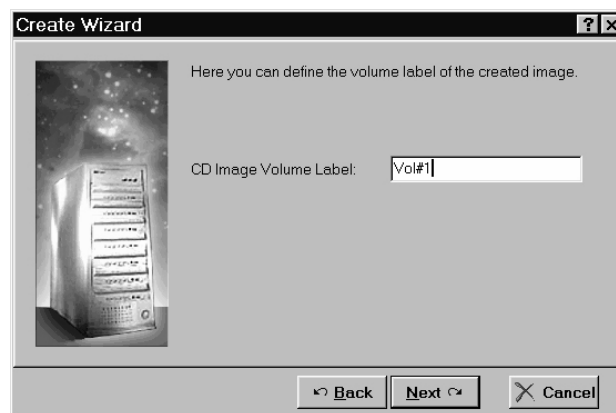 Create Wizard
Here you can define the volume label of the created image.
CD Image Volume Label: Vol#1
Back Next Cancel